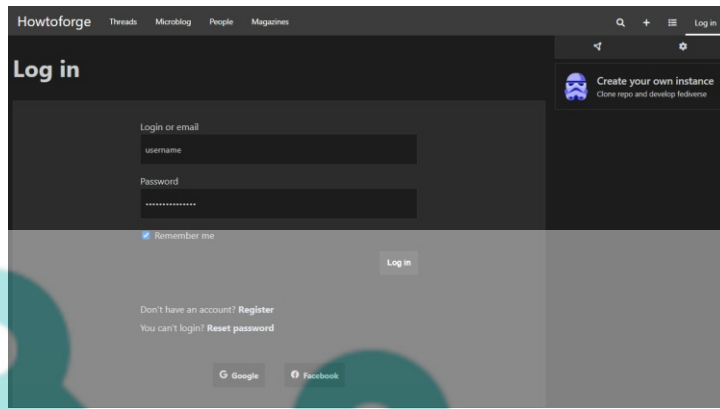 Howtoforge Threads Microblog People Magazines Log in
Log in
Create your own instance
Clone repo and develop fediverse
Login or email
username
Password
Remember me
Log in
Don't have an account? Register
You can't login? Reset password
Google Facebook